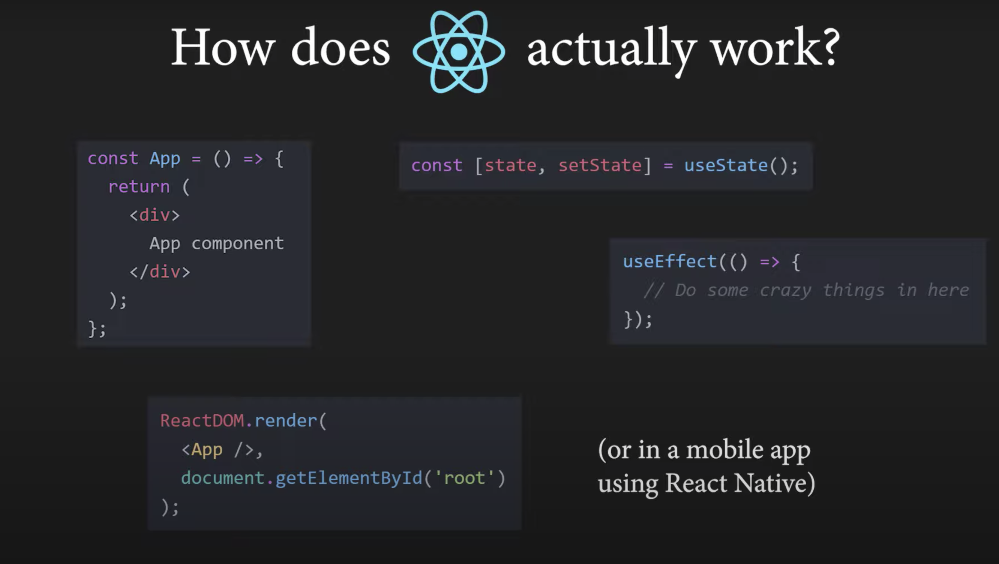 How does actually work?
const App = () => {
return (
<div>
App component
</div>
);
};
const [state, setState] = useState();
useEffect(() => {
// Do some crazy things in here
});
ReactDOM.render(
<App />,
document.getElementById('root')
);
(or in a mobile app
using React Native)